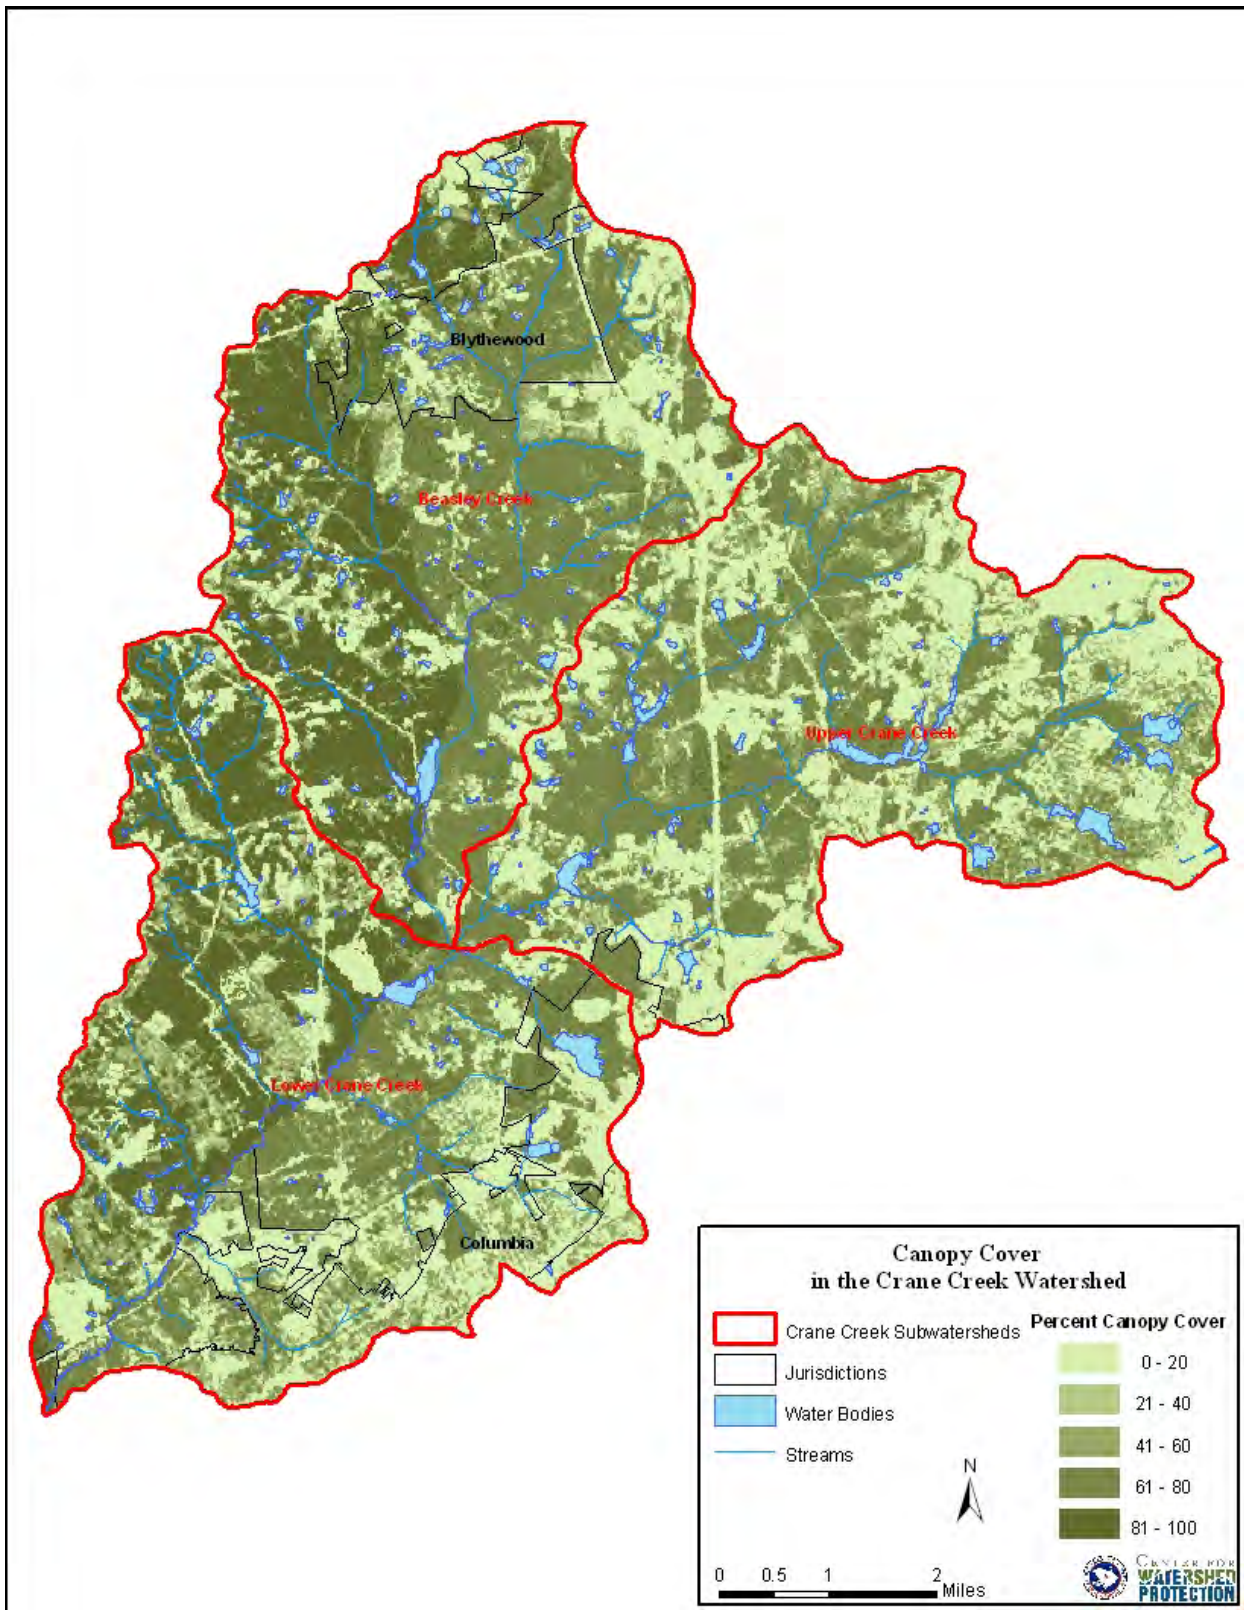 Blythewood
Beasley Creek
Upper Crane Creek
Lower Crane Creek
Columbia
Canopy Cover
in the Crane Creek Watershed
Crane Creek Subwatersheds
Jurisdictions
Water Bodies
Streams
Percent Canopy Cover
0 - 20
21 - 40
41 - 60
61 - 80
81 - 100
N
0 0.5 1 2
Miles
CENTER FOR
WATERSHED
PROTECTION